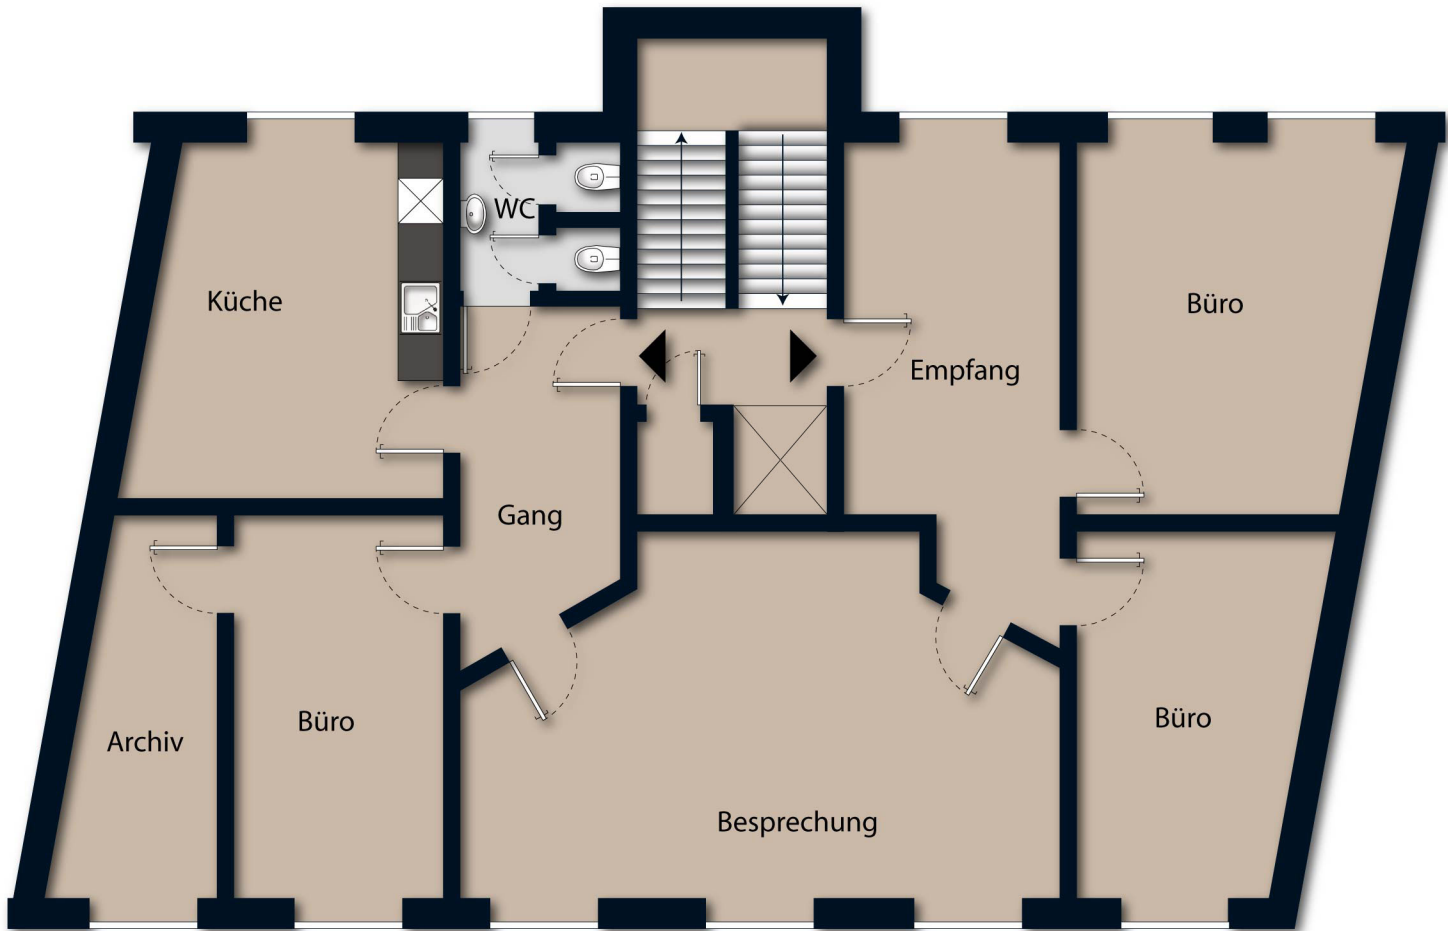 WC
Küche
Büro
Empfang
Gang
Büro
Büro
Archiv
Besprechung